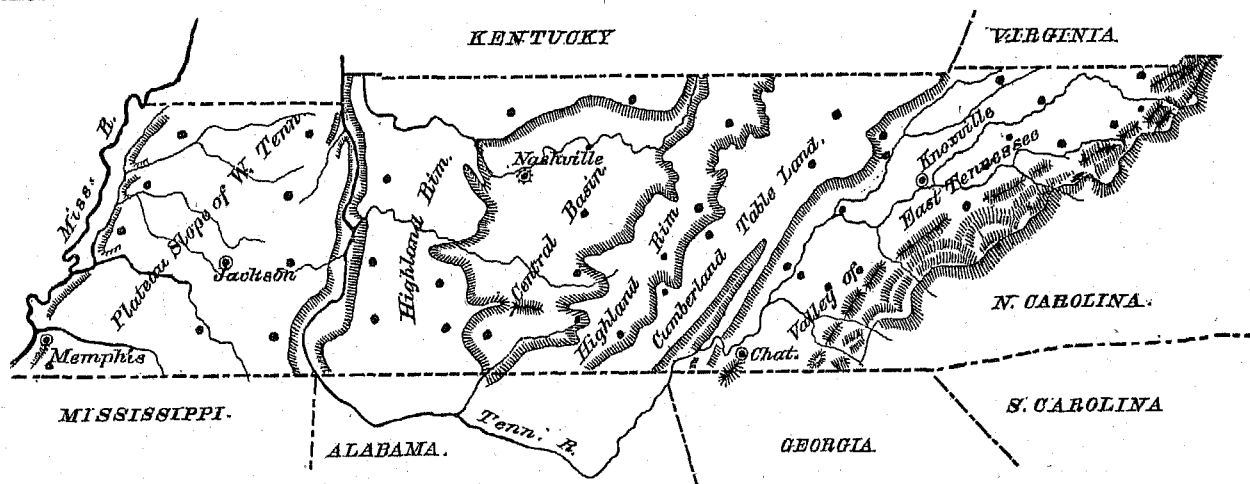 KENTUCKY
VIRGINIA.
Miss. R.
Plateau Slope of W. Tenn
Jackson
Memphis
Highland Rim.
Nashville
Central Basin.
Highland Rim
Cumberland Table Land.
Knoxville
Valley of East Tennessee
Chat.
N. CAROLINA.
S. CAROLINA
MISSISSIPPI.
ALABAMA.
Tenn. R.
GEORGIA.